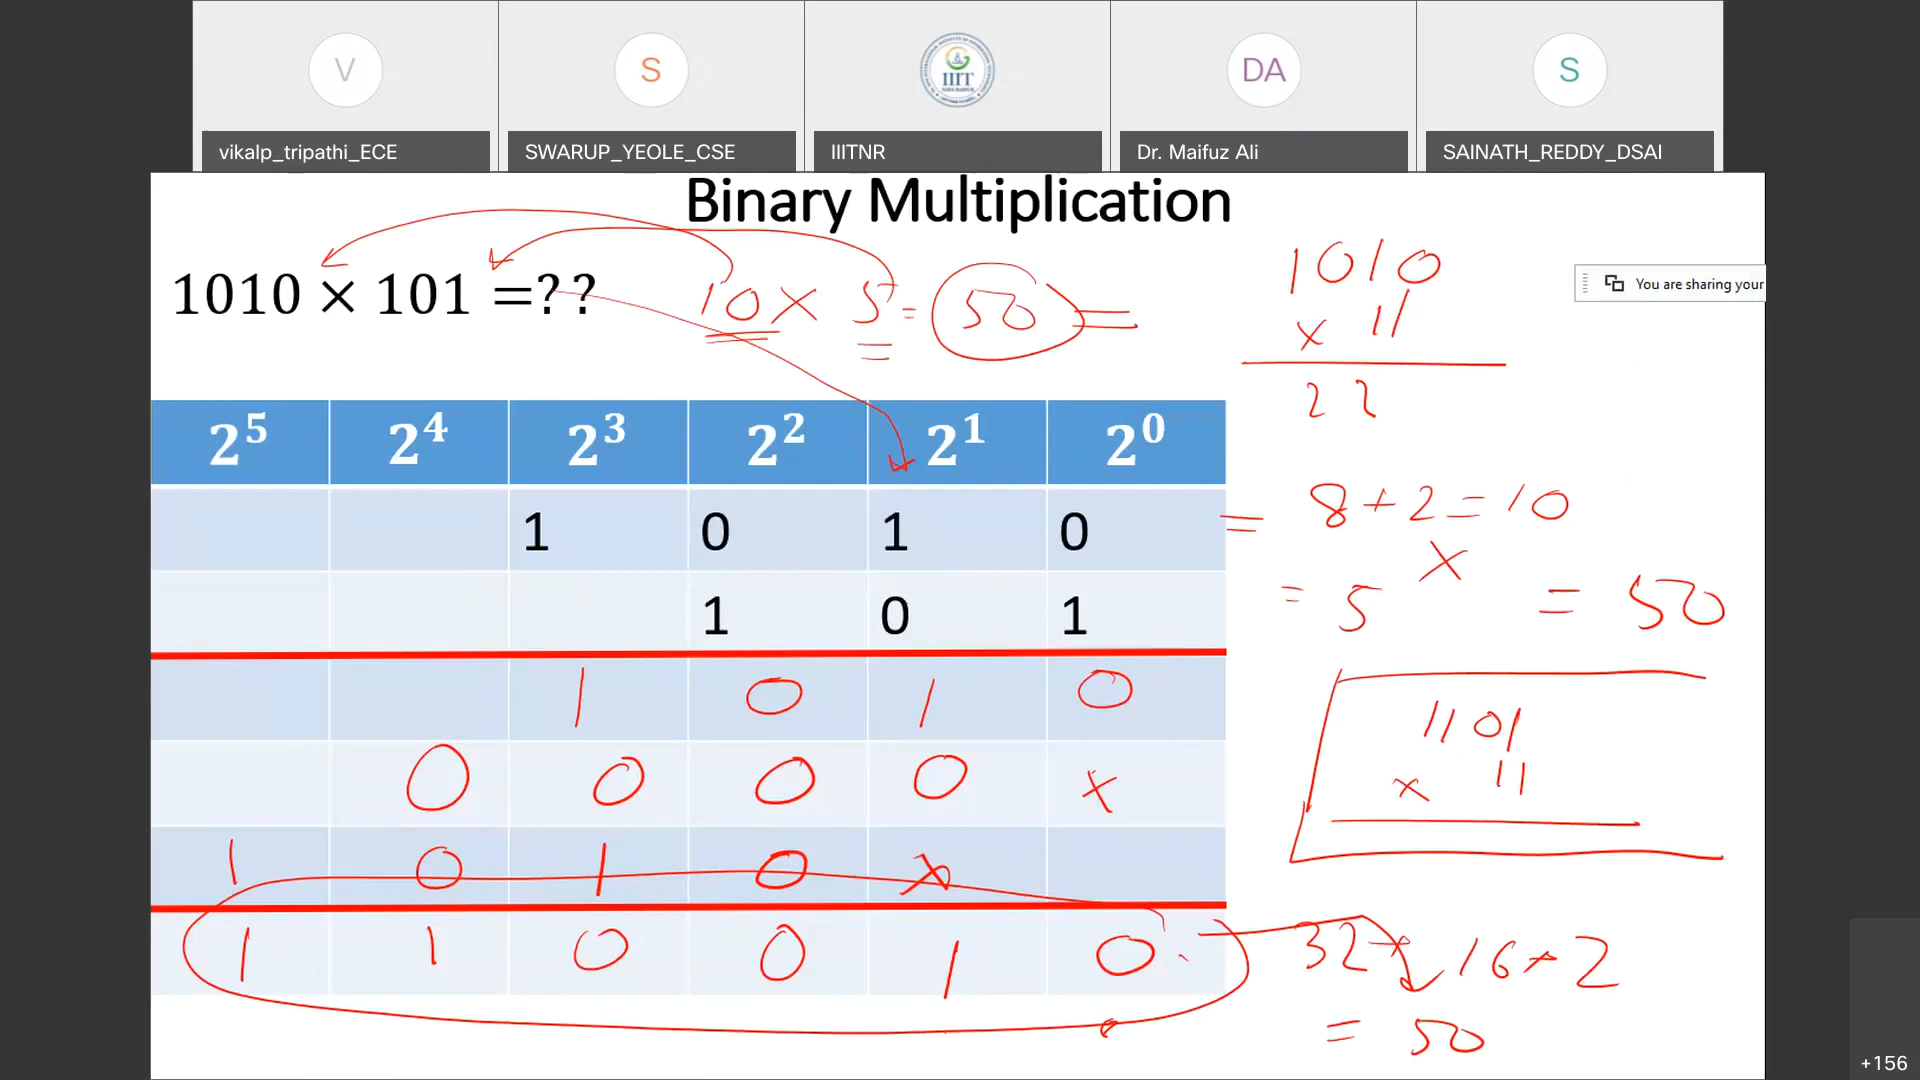 V S IIIT DA S
vikalp_tripathi_ECE SWARUP_YEOLE_CSE IIITNR Dr. Maifuz Ali SAINATH_REDDY_DSAI
Binary Multiplication
1010 × 101 =??
10 × 5 = 50 =
1010
× 11
22
You are sharing your
2⁵ 2⁴ 2³ 2² 2¹ 2⁰
1 0 1 0
= 8 + 2 = 10
×
1 0 1
= 5 = 50
1 0 1 0
0 0 0 0 ×
1 0 1 0 ×
1 1 0 0 1 0
1101
× 11
32 + 16 + 2
= 50
+156